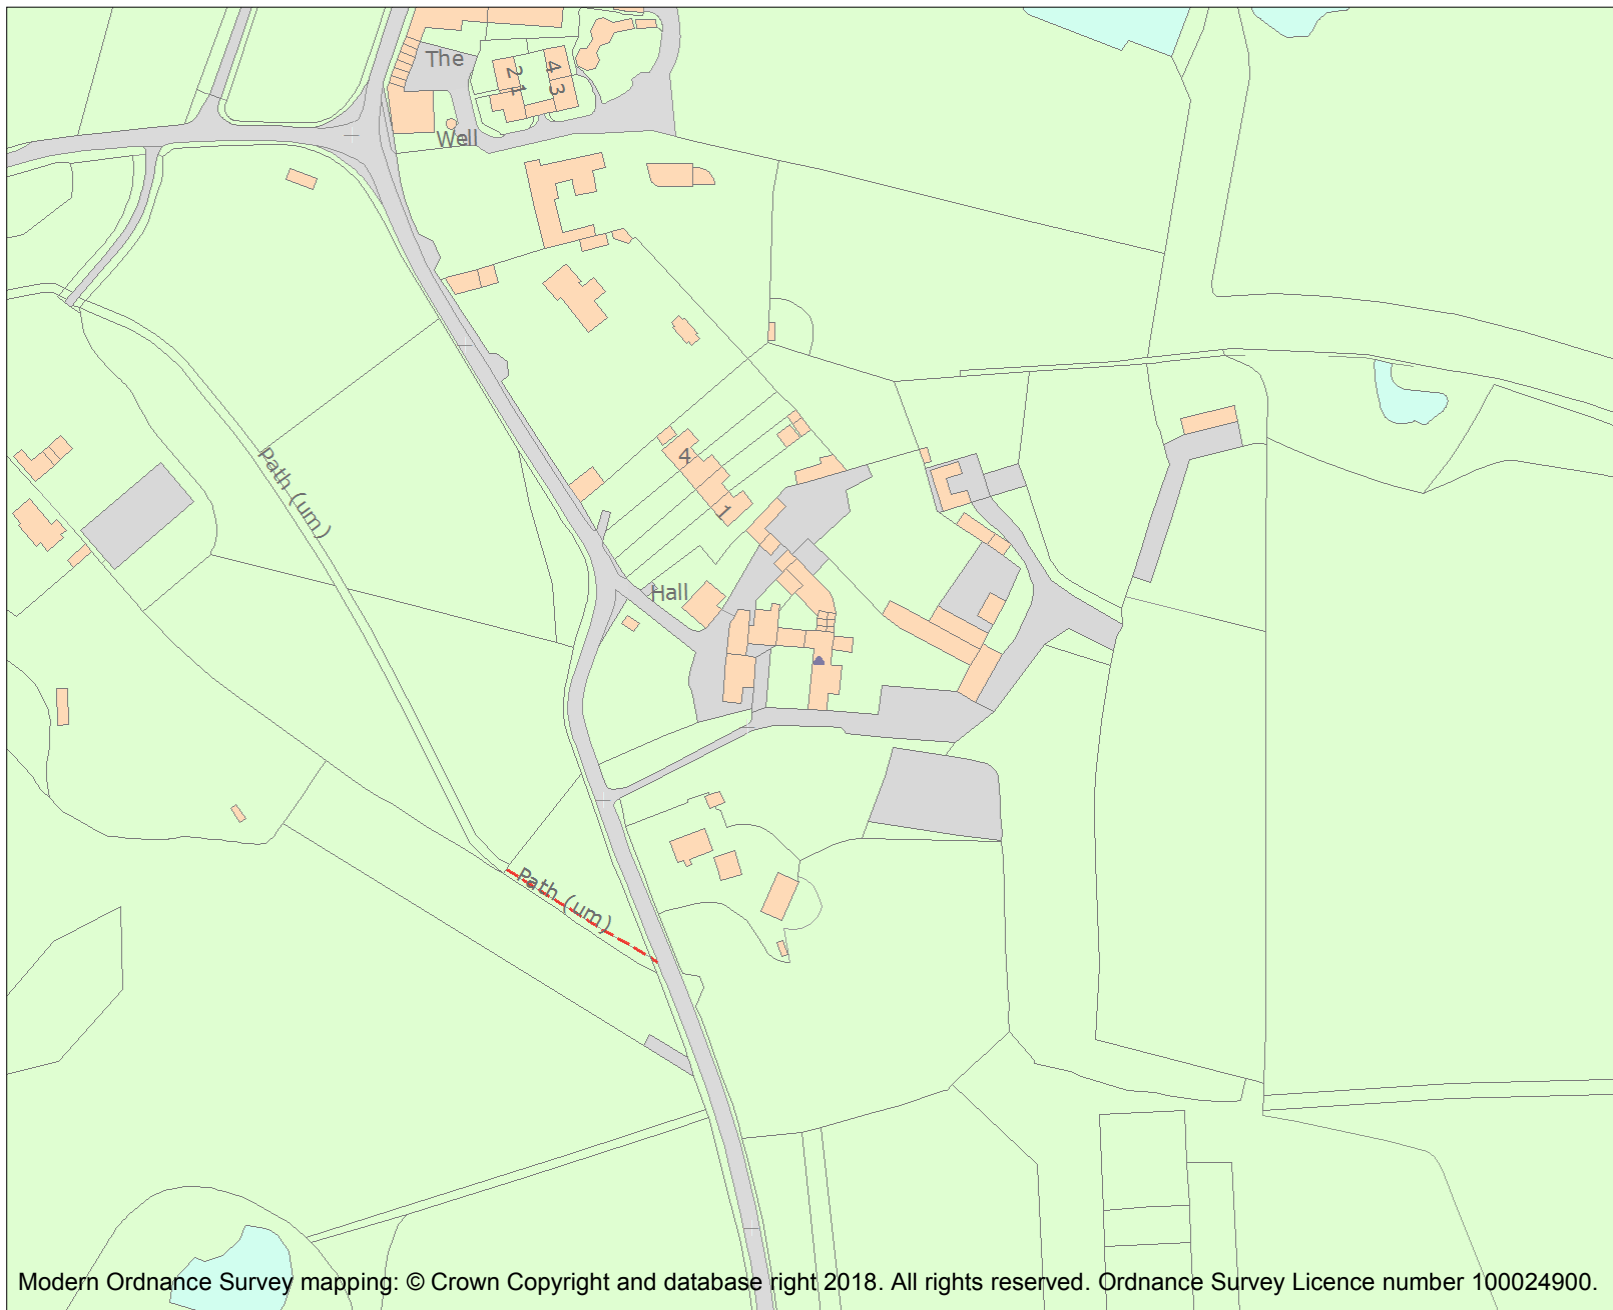 The
2
1
4
3
Well
Path (um)
4
1
Hall
Path (um)
Modern Ordnance Survey mapping: © Crown Copyright and database right 2018. All rights reserved. Ordnance Survey Licence number 100024900.